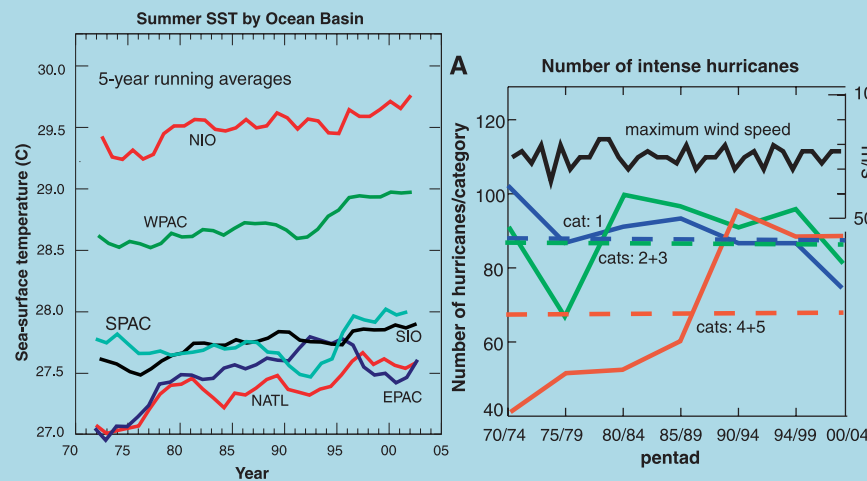 Summer SST by Ocean Basin
5-year running averages
30.0
29.5
29.0
28.5
28.0
27.5
27.0
Sea-surface temperature (C)
NIO
WPAC
SPAC
SIO
NATL
EPAC
70 75 80 85 90 95 00 05
Year
A
Number of intense hurricanes
120
100
80
60
40
Number of hurricanes/category
maximum wind speed
cat: 1
cats: 2+3
cats: 4+5
10
50
m/s
70/74 75/79 80/84 85/89 90/94 94/99 00/04
pentad